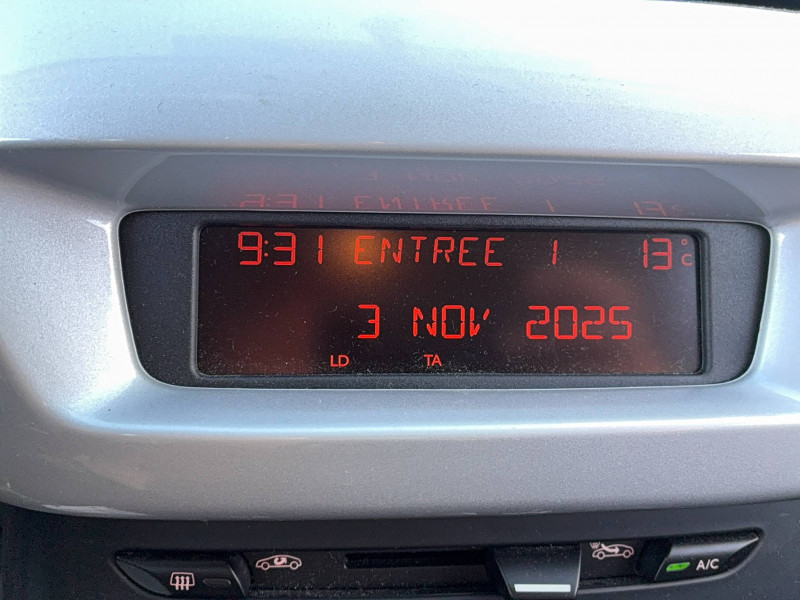 9:31 ENTREE 1 13°C
3 NOV 2025
LD TA
A/C